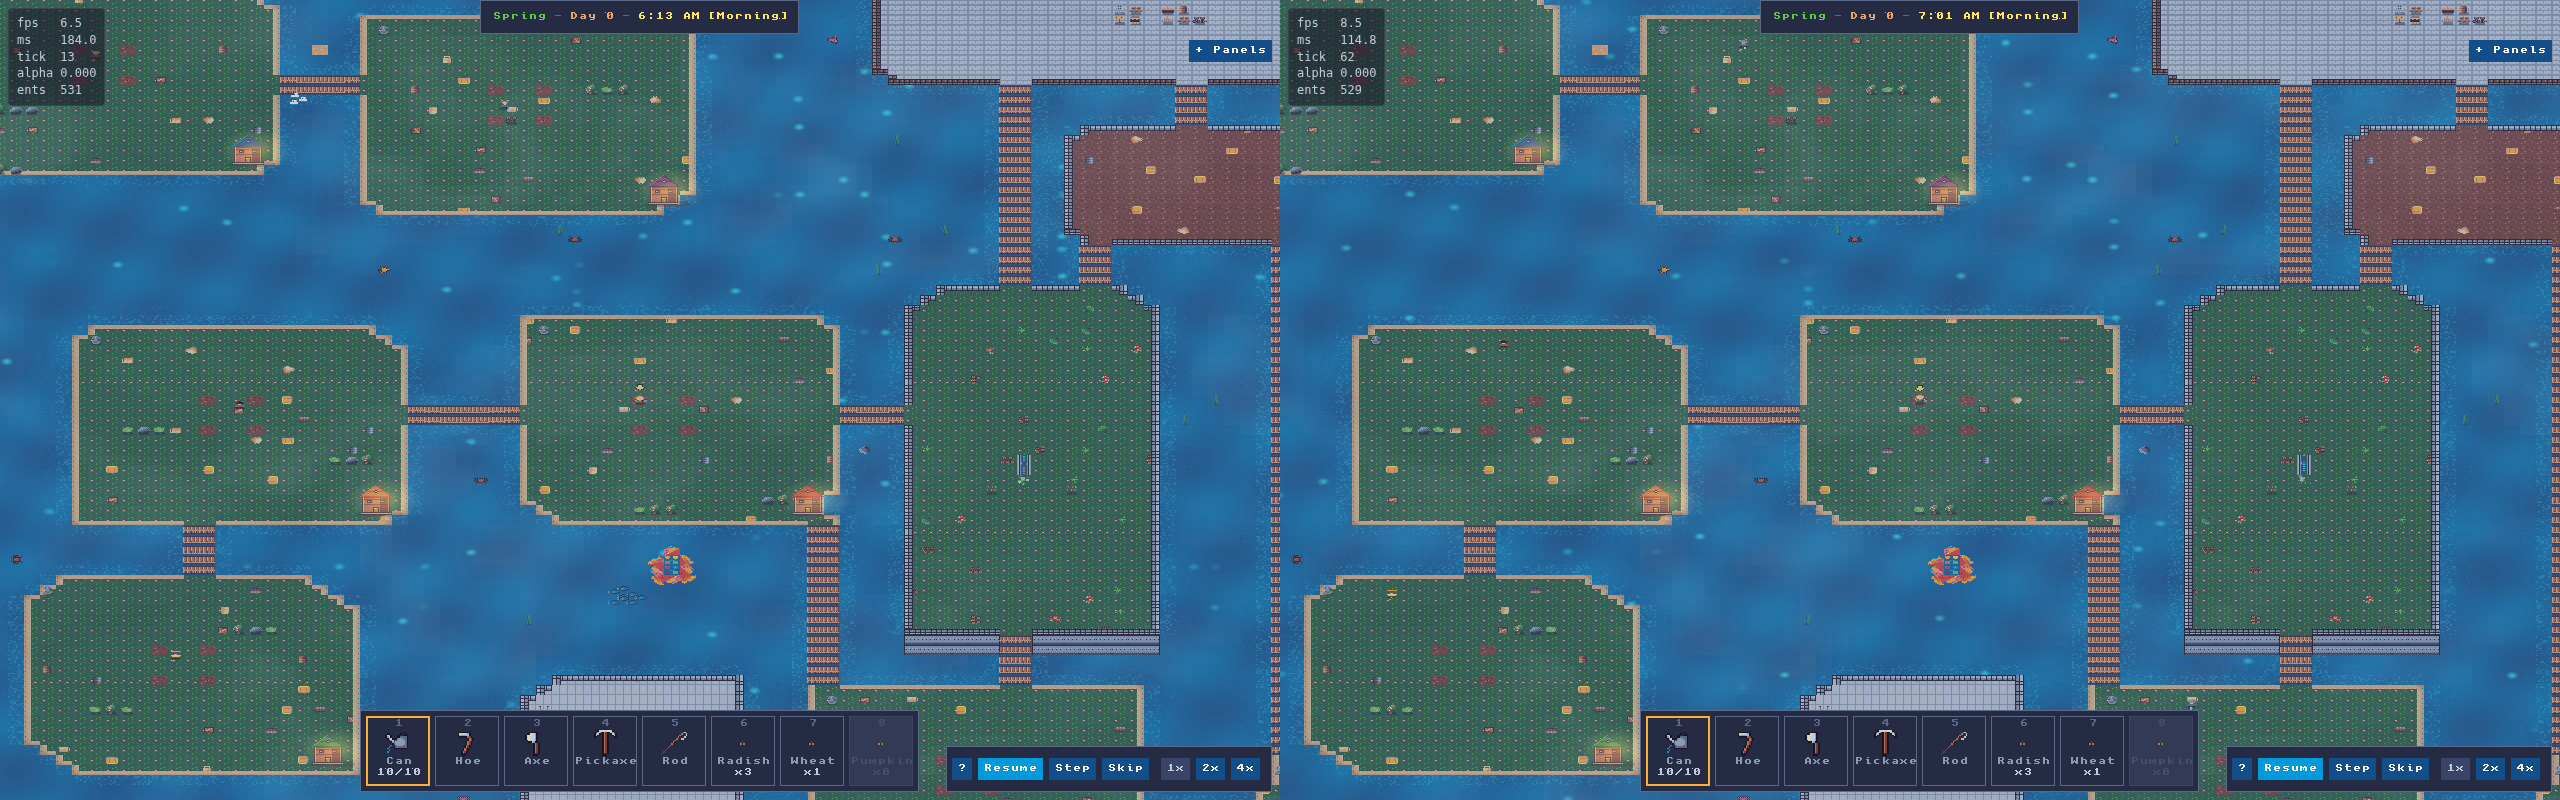 fps 6.5
ms 184.0
tick 13
alpha 0.000
ents 531
Spring – Day 0 – 6:13 AM [Morning]
+ Panels
1 2 3 4 5 6 7 8
Can Hoe Axe Pickaxe Rod Radish Wheat Pumpkin
10/10 x3 x1 x0
? Resume Step Skip 1x 2x 4x
fps 8.5
ms 114.8
tick 62
alpha 0.000
ents 529
Spring – Day 0 – 7:01 AM [Morning]
+ Panels
1 2 3 4 5 6 7 8
Can Hoe Axe Pickaxe Rod Radish Wheat Pumpkin
10/10 x3 x1 x0
? Resume Step Skip 1x 2x 4x